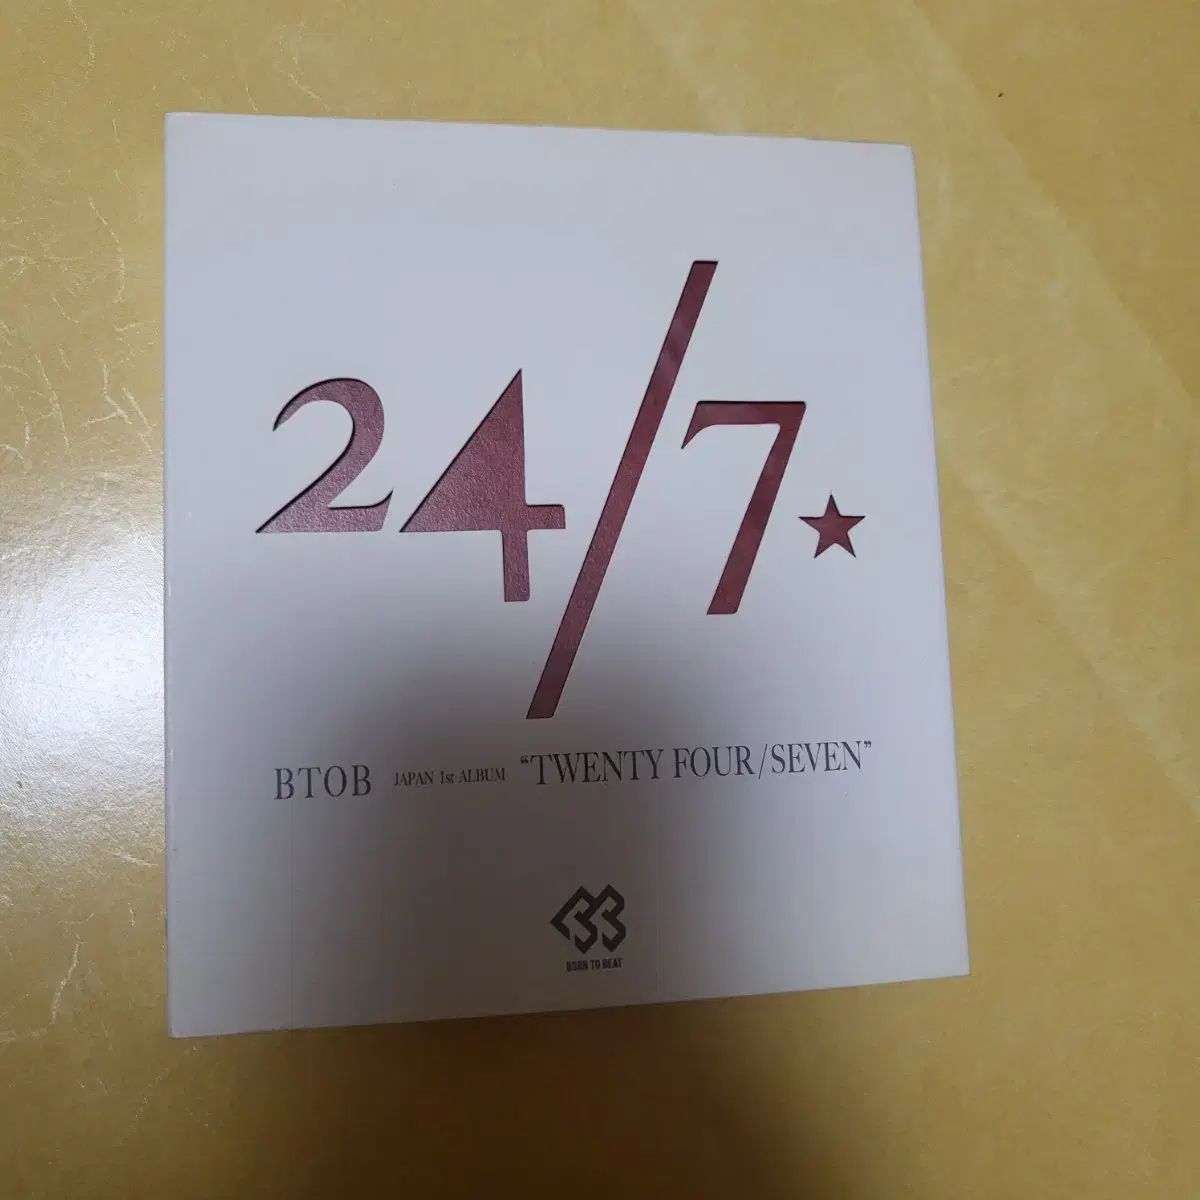 24/7★
BTOB JAPAN 1st ALBUM “TWENTY FOUR/SEVEN”
BORN TO BEAT